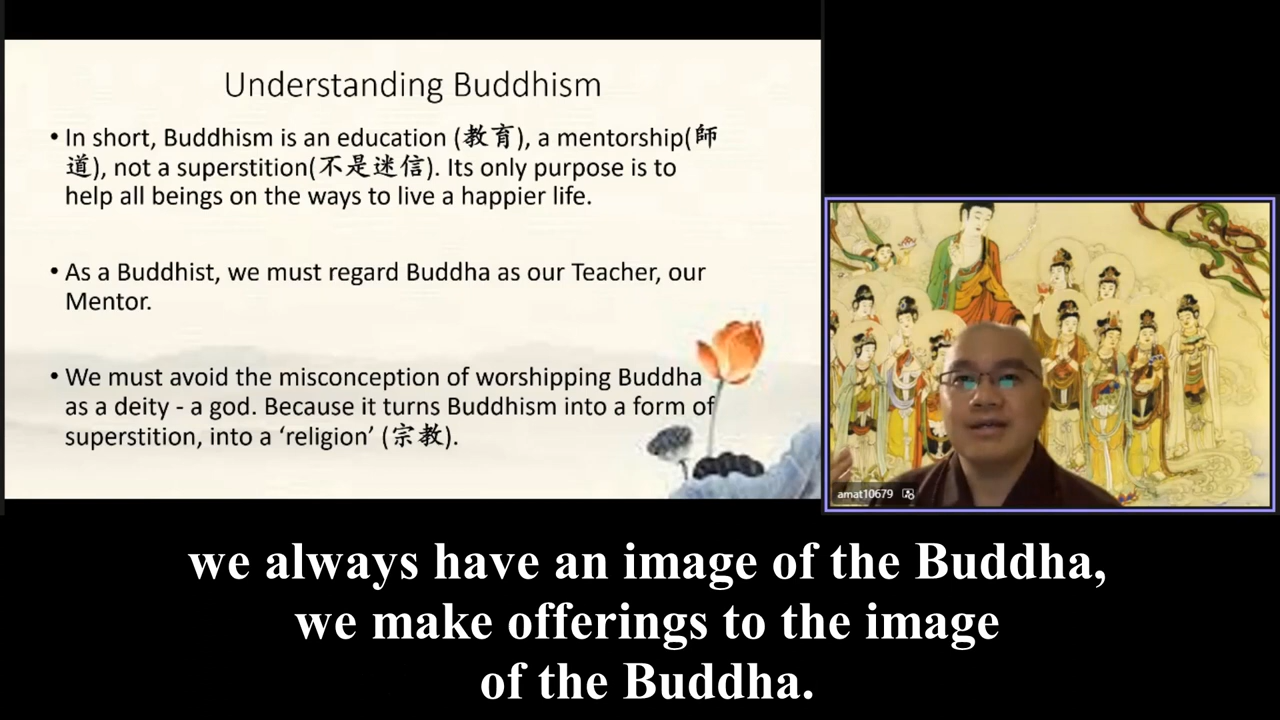 Understanding Buddhism
• In short, Buddhism is an education (教育), a mentorship(師
道), not a superstition(不是迷信). Its only purpose is to
help all beings on the ways to live a happier life.
• As a Buddhist, we must regard Buddha as our Teacher, our
Mentor.
• We must avoid the misconception of worshipping Buddha
as a deity - a god. Because it turns Buddhism into a form of
superstition, into a ‘religion’ (宗教).
amat10679
we always have an image of the Buddha,
we make offerings to the image
of the Buddha.